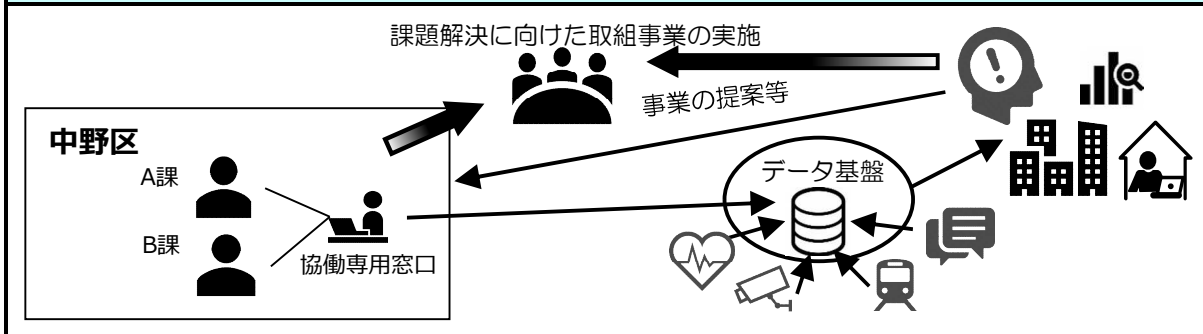 課題解決に向けた取組事業の実施
事業の提案等
中野区
A課
B課
協働専用窓口
データ基盤